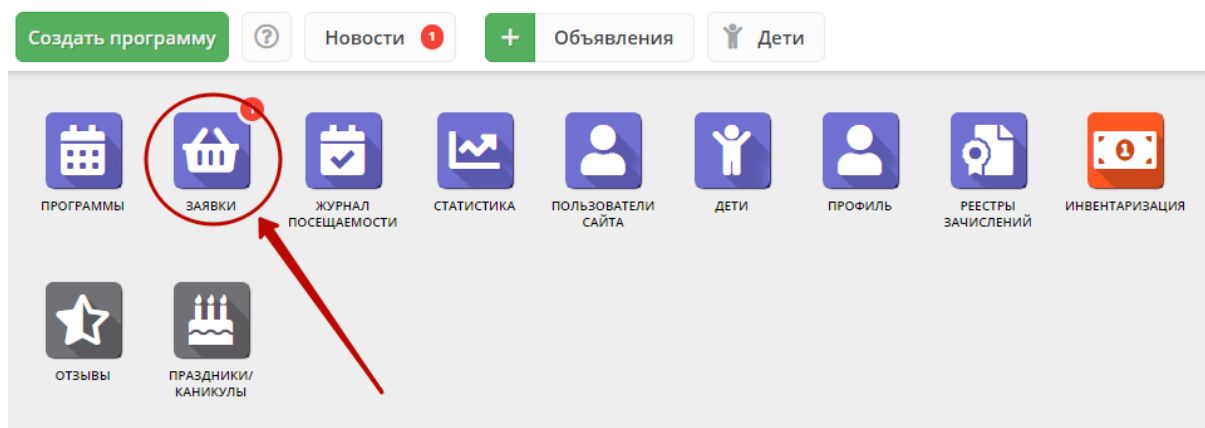 Создать программу
?
Новости 1
+ Объявления
Дети
1
ПРОГРАММЫ
ЗАЯВКИ
ЖУРНАЛ
ПОСЕЩАЕМОСТИ
СТАТИСТИКА
ПОЛЬЗОВАТЕЛИ
САЙТА
ДЕТИ
ПРОФИЛЬ
РЕЕСТРЫ
ЗАЧИСЛЕНИЙ
1
ИНВЕНТАРИЗАЦИЯ
ОТЗЫВЫ
ПРАЗДНИКИ/
КАНИКУЛЫ